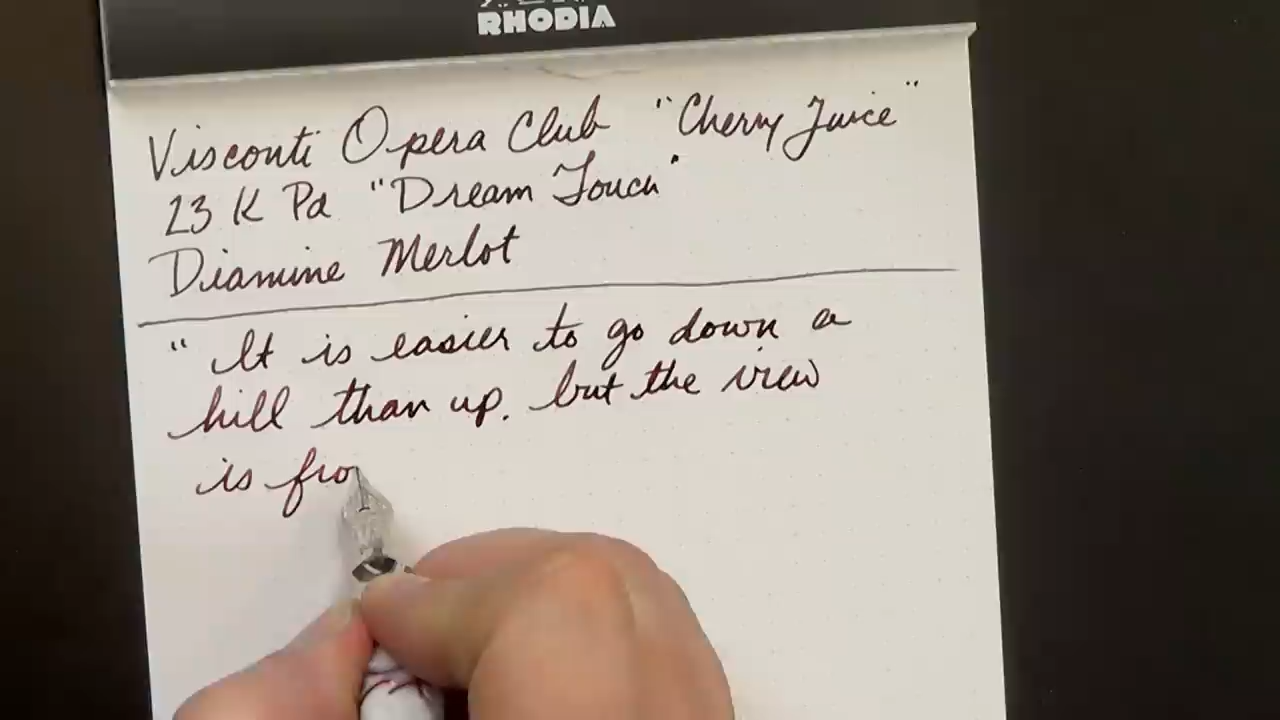 RHODIA
Visconti Opera Club "Cherry Juice"
23 K Pd "Dream Touch"
Diamine Merlot
"It is easier to go down a
hill than up, but the view
is fro